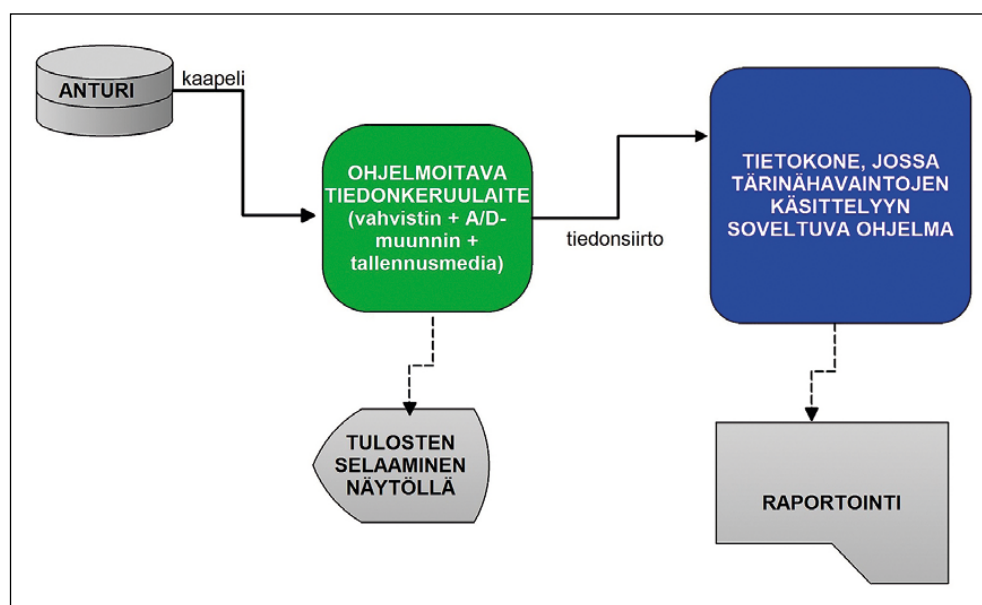 ANTURI
kaapeli
OHJELMOITAVA
TIEDONKERUULAITE
(vahvistin + A/D-
muunnin +
tallennusmedia)
tiedonsiirto
TIETOKONE, JOSSA
TÄRINÄHAVAINTOJEN
KÄSITTELYYN
SOVELTUVA OHJELMA
TULOSTEN
SELAAMINEN
NÄYTÖLLÄ
RAPORTOINTI